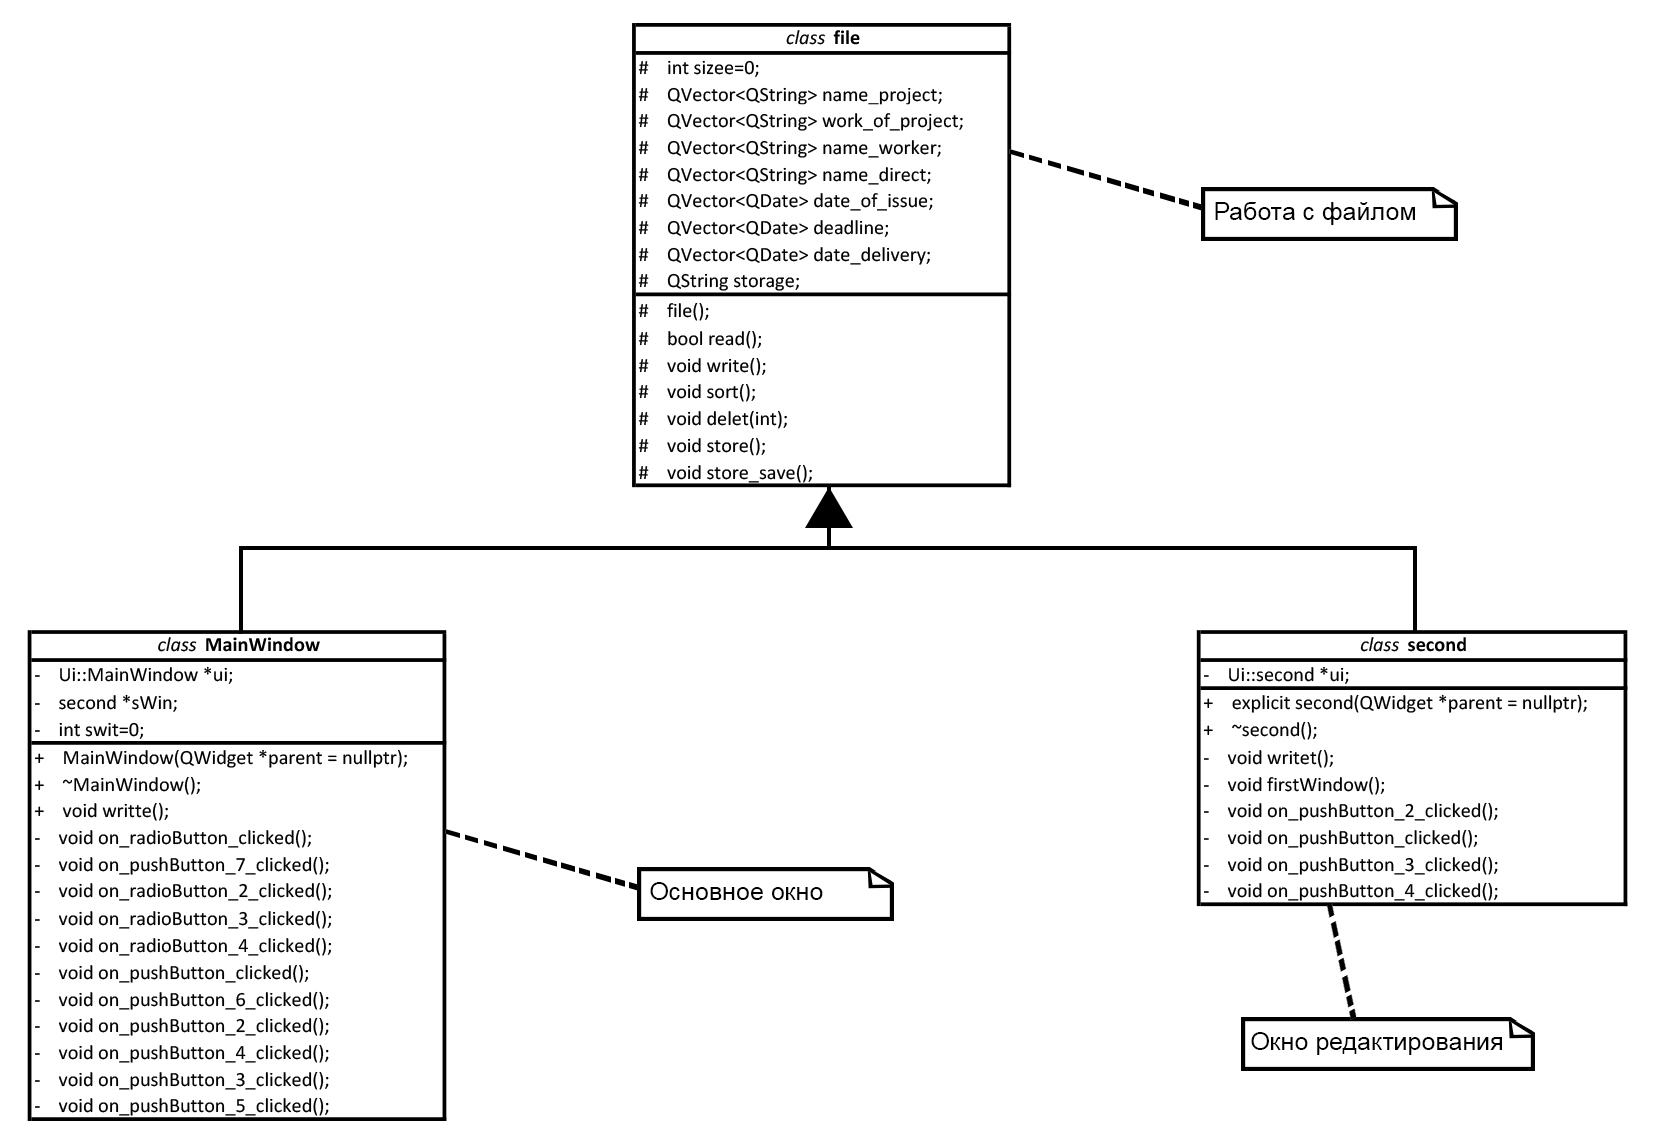 class file
# int sizee=0;
# QVector<QString> name_project;
# QVector<QString> work_of_project;
# QVector<QString> name_worker;
# QVector<QString> name_direct;
# QVector<QDate> date_of_issue;
# QVector<QDate> deadline;
# QVector<QDate> date_delivery;
# QString storage;
# file();
# bool read();
# void write();
# void sort();
# void delet(int);
# void store();
# void store_save();
Работа с файлом
class MainWindow
- Ui::MainWindow *ui;
- second *sWin;
- int swit=0;
+ MainWindow(QWidget *parent = nullptr);
+ ~MainWindow();
+ void writte();
- void on_radioButton_clicked();
- void on_pushButton_7_clicked();
- void on_radioButton_2_clicked();
- void on_radioButton_3_clicked();
- void on_radioButton_4_clicked();
- void on_pushButton_clicked();
- void on_pushButton_6_clicked();
- void on_pushButton_2_clicked();
- void on_pushButton_4_clicked();
- void on_pushButton_3_clicked();
- void on_pushButton_5_clicked();
Основное окно
class second
- Ui::second *ui;
+ explicit second(QWidget *parent = nullptr);
+ ~second();
- void writet();
- void firstWindow();
- void on_pushButton_2_clicked();
- void on_pushButton_clicked();
- void on_pushButton_3_clicked();
- void on_pushButton_4_clicked();
Окно редактирования